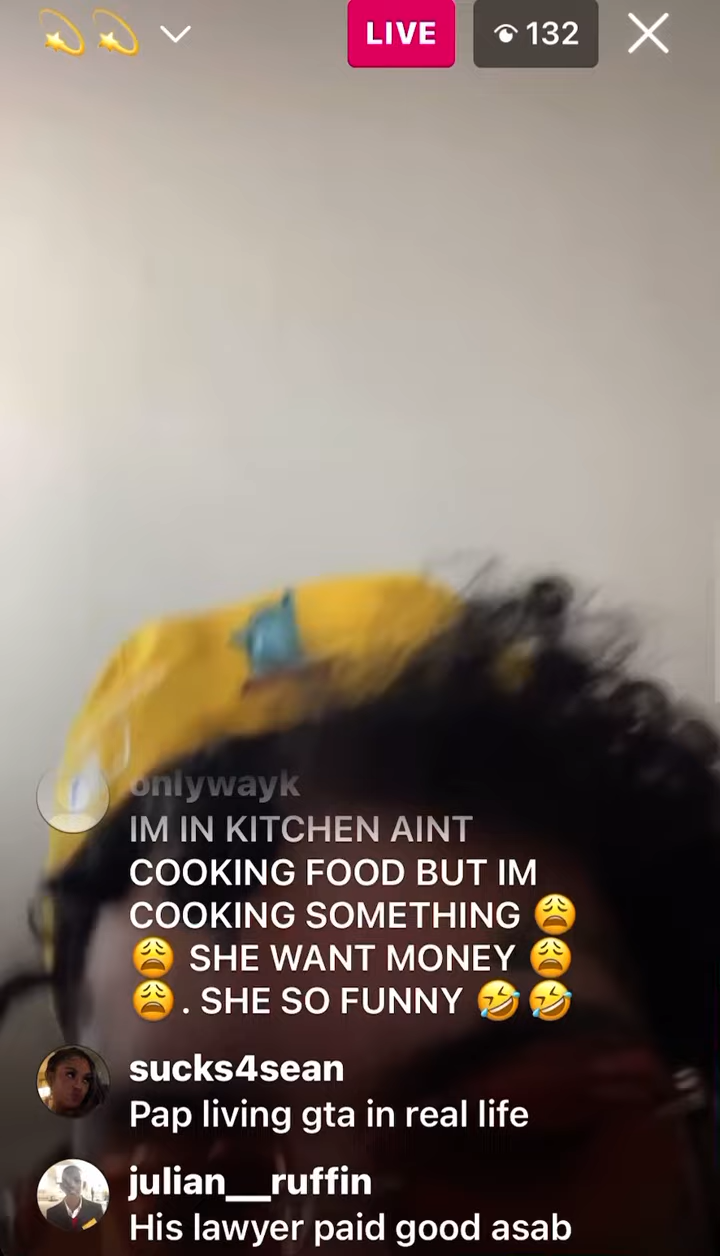 💫 💫
LIVE
132
onlywayk
IM IN KITCHEN AINT
COOKING FOOD BUT IM
COOKING SOMETHING 😩
😩 SHE WANT MONEY 😩
😩. SHE SO FUNNY 🤣 🤣
sucks4sean
Pap living gta in real life
julian__ruffin
His lawyer paid good asab